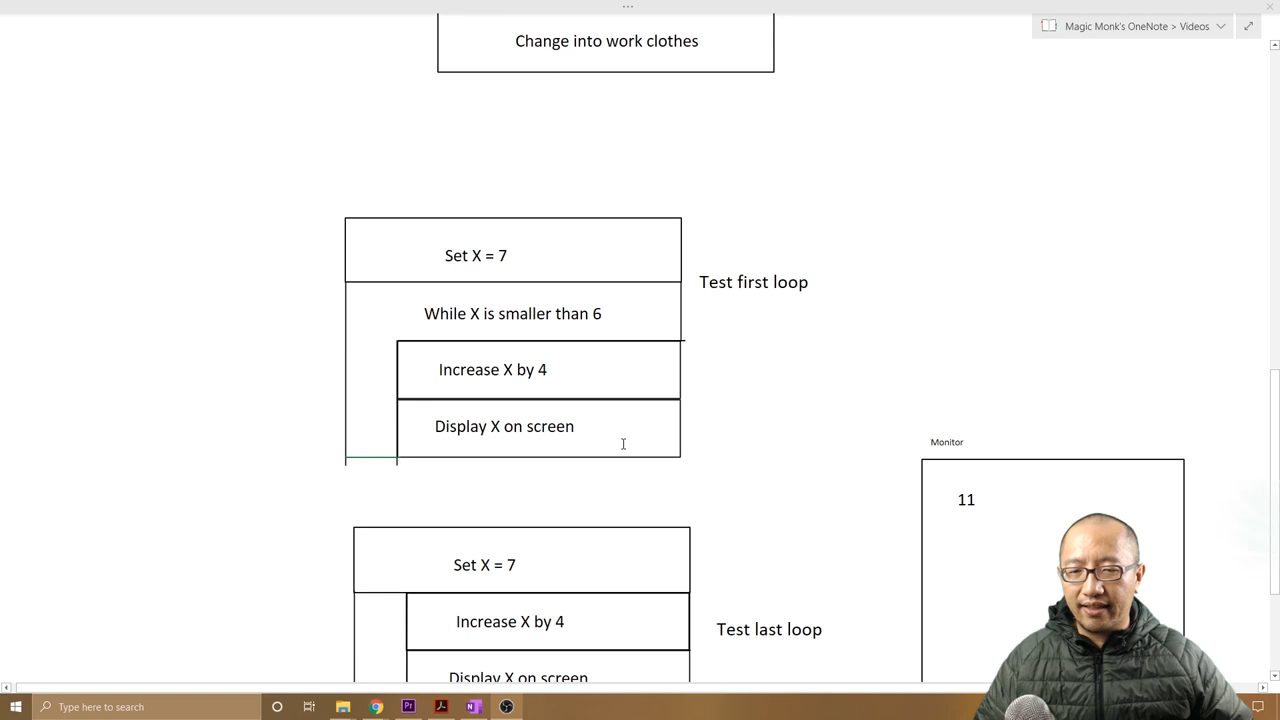 Change into work clothes
Magic Monk's OneNote > Videos
Set X = 7
Test first loop
While X is smaller than 6
Increase X by 4
Display X on screen
Monitor
11
Set X = 7
Increase X by 4
Test last loop
Display X on screen
Type here to search